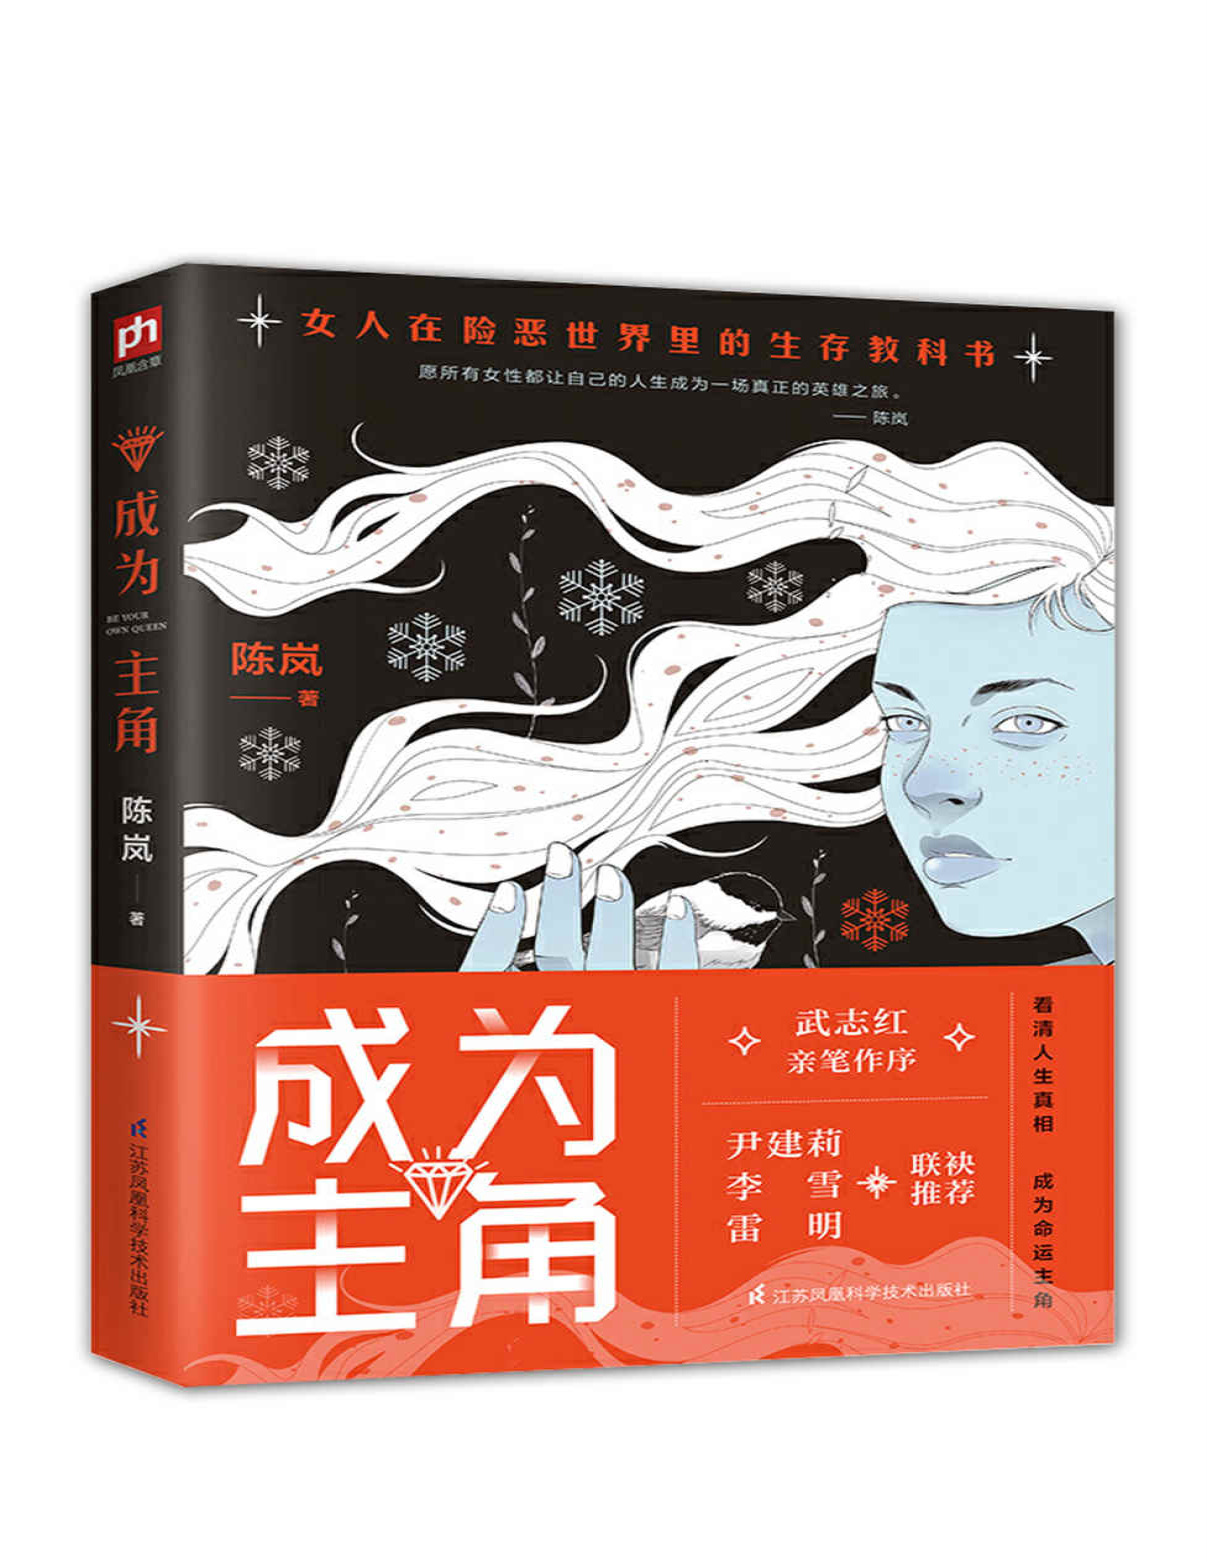 ph
凤凰含章
成为
BE YOUR
OWN QUEEN
主角
陈岚
著
江苏凤凰科学技术出版社
女人在险恶世界里的生存教科书
愿所有女性都让自己的人生成为一场真正的英雄之旅。
——陈岚
陈岚
——著
成为
主角
武志红
亲笔作序
尹建莉
李雪
雷明
联袂
推荐
江苏凤凰科学技术出版社
看清人生真相 成为命运主角